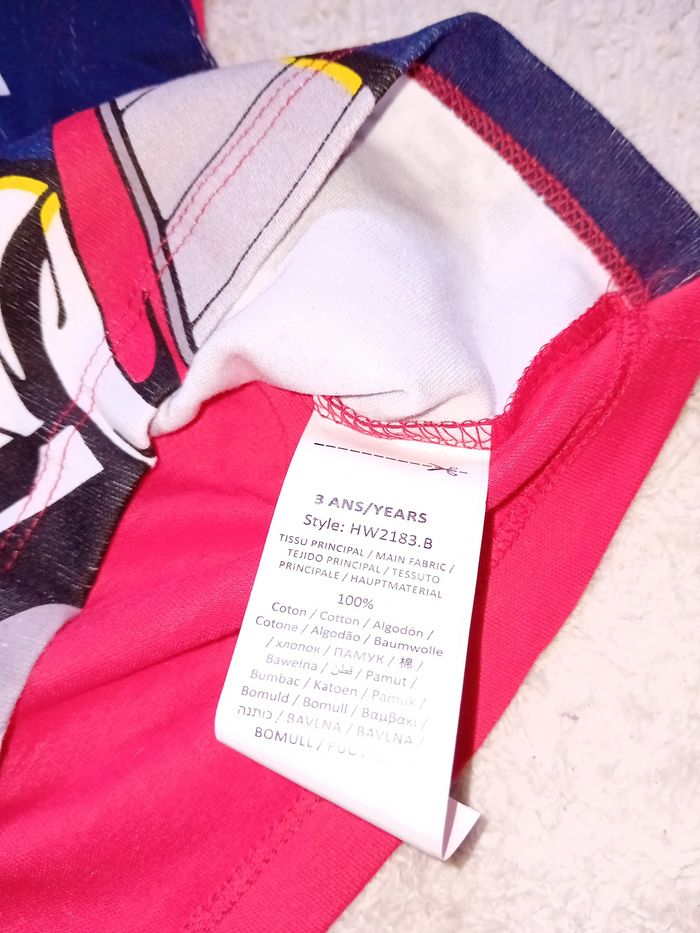 3 ANS/YEARS
Style: HW2183.B
TISSU PRINCIPAL / MAIN FABRIC /
TEJIDO PRINCIPAL / TESSUTO
PRINCIPALE / HAUPTMATERIAL
100%
Coton / Cotton / Algodón /
Cotone / Algodão / Baumwolle
/ хлопок / ПАМУК / 棉 /
Bawełna / قطن / Pamut /
Bumbac / Katoen / Pamuk /
Bomuld / Bomull / Βαμβακι /
כותנה / BAVLNA / BAVLNA /
BOMULL /